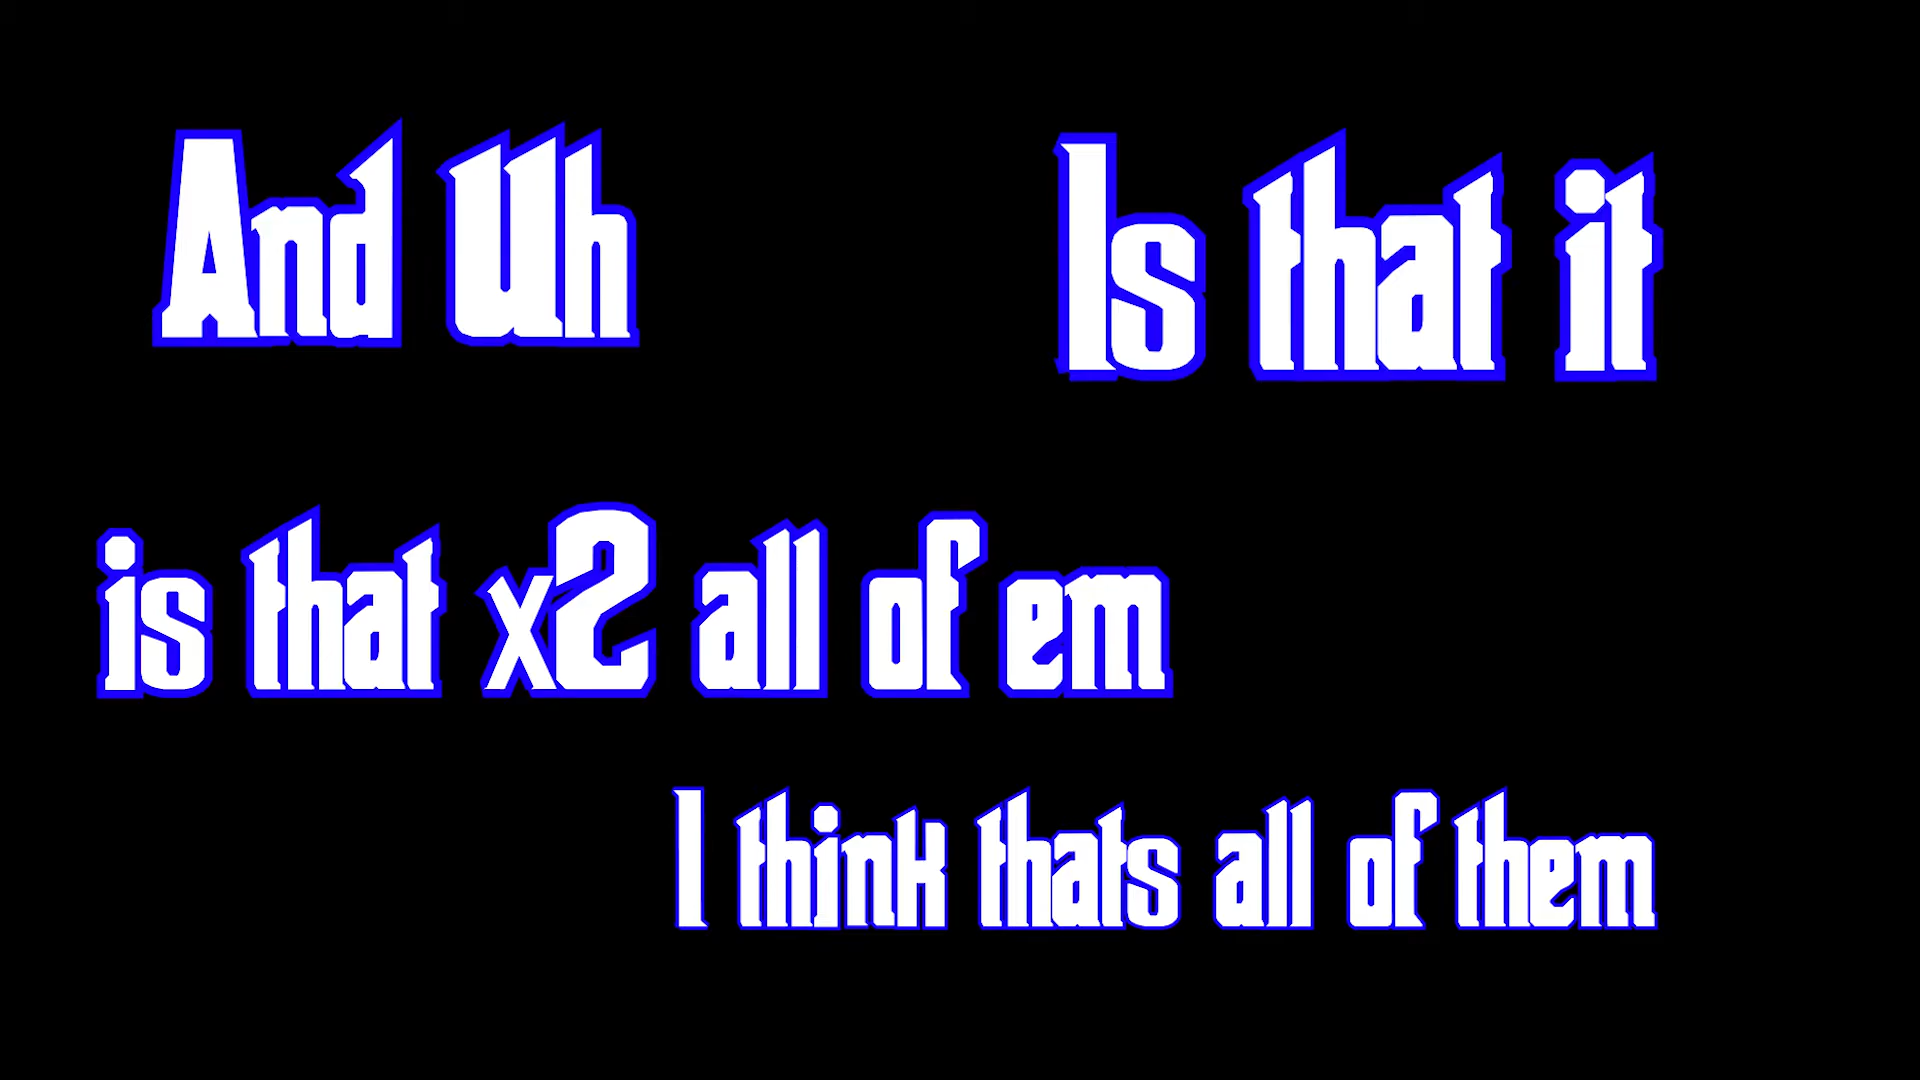 And Uh
Is that it
is that x2 all of em
I think thats all of them